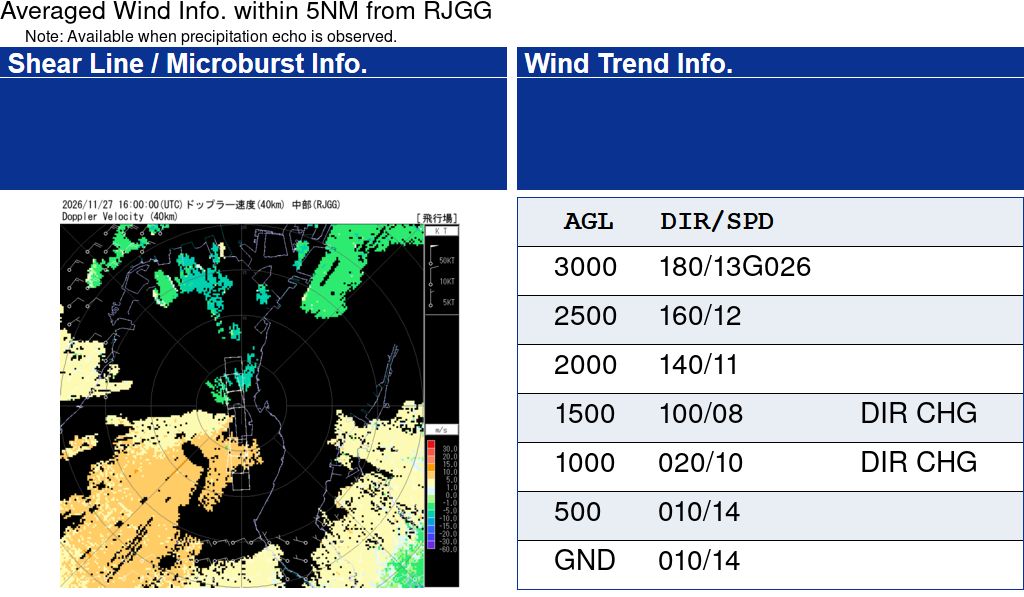 Averaged Wind Info. within 5NM from RJGG
Note: Available when precipitation echo is observed.
Shear Line / Microburst Info.
Wind Trend Info.
2026/11/27 16:00:00(UTC) ドップラー速度(40km) 中部(RJGG)
Doppler Velocity (40km)
[飛行場]
K T
50KT
10KT
5KT
m/s
30.0
20.0
15.0
10.0
5.0
1.0
0.0
-1.0
-5.0
-10.0
-15.0
-20.0
-30.0
-60.0
AGL DIR/SPD
3000 180/13G026
2500 160/12
2000 140/11
1500 100/08 DIR CHG
1000 020/10 DIR CHG
500 010/14
GND 010/14